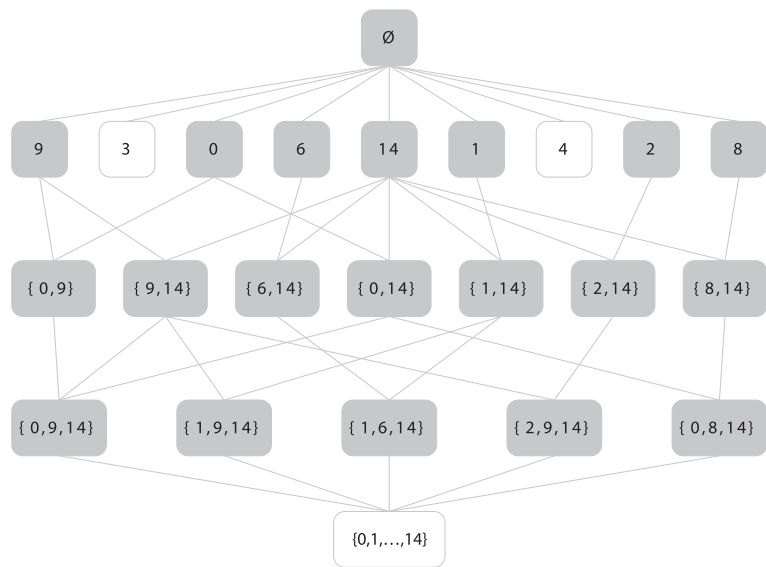 Ø
9 3 0 6 14 1 4 2 8
{ 0,9} { 9,14} { 6,14} { 0,14} { 1,14} { 2,14} { 8,14}
{ 0,9,14} { 1,9,14} { 1,6,14} { 2,9,14} { 0,8,14}
{0,1,...,14}